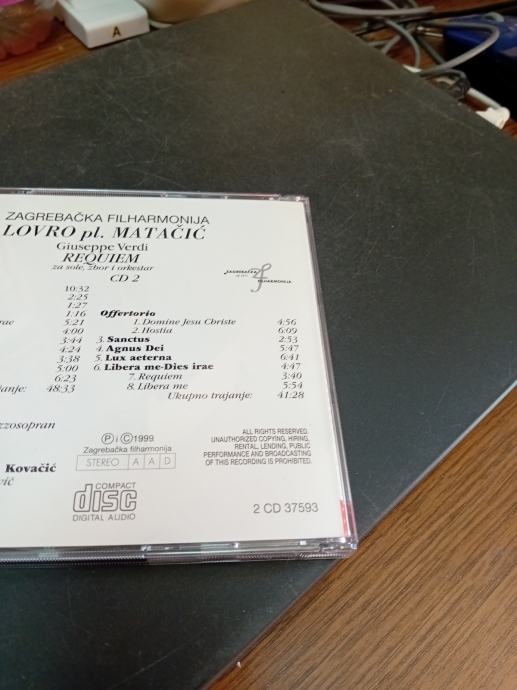 A
ZAGREBAČKA FILHARMONIJA
LOVRO pl. MATAČIĆ
Giuseppe Verdi
REQUIEM
za sole, zbor i orkestar
CD 2
ZAGREBAČKA
FILHARMONIJA
10:32
2:25
1:27
1:16
rae 5:21
4:00
3:44
4:24
3:38
5:00
6:23
janje: 48:33
Offertorio
1. Domine Jesu Christe 4:56
2. Hostia 6:09
3. Sanctus 2:53
4. Agnus Dei 5:47
5. Lux aeterna 6:41
6. Libera me-Dies irae 4:47
7. Requiem 3:40
8. Libera me 5:54
Ukupno trajanje: 41:28
zzosopran
Kovačić
vić
Ⓟ i Ⓒ 1999
Zagrebačka filharmonija
STEREO A A D
COMPACT
disc
DIGITAL AUDIO
ALL RIGHTS RESERVED.
UNAUTHORIZED COPYING, HIRING,
RENTAL, LENDING, PUBLIC
PERFORMANCE AND BROADCASTING
OF THIS RECORDING IS PROHIBITED.
2 CD 37593